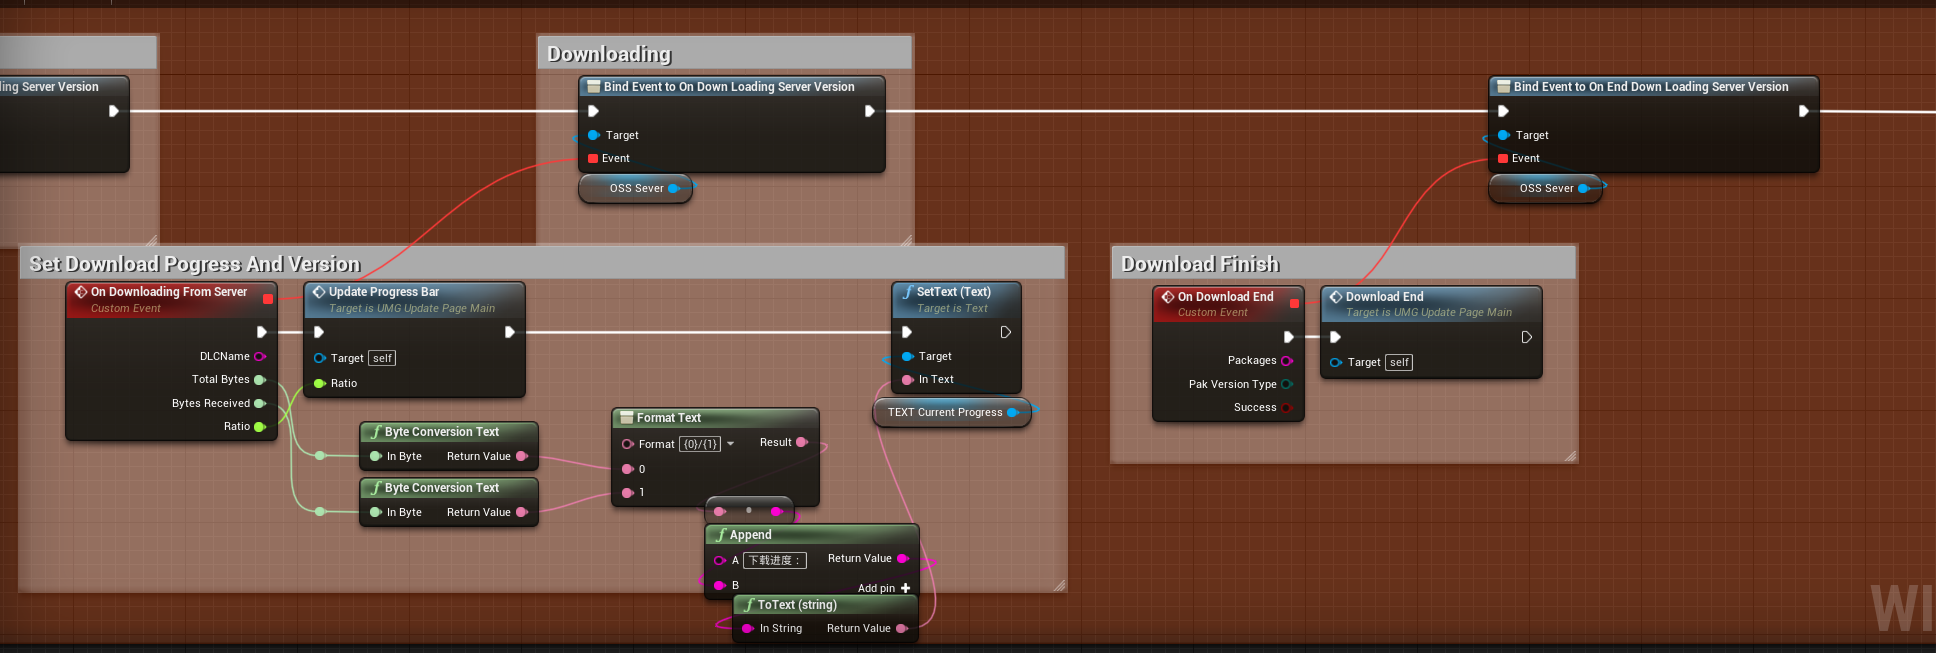 ing Server Version
Downloading
Bind Event to On Down Loading Server Version
Target
Event
OSS Sever
Bind Event to On End Down Loading Server Version
Target
Event
OSS Sever
Set Download Pogress And Version
On Downloading From Server
Custom Event
DLCName
Total Bytes
Bytes Received
Ratio
Update Progress Bar
Target is UMG Update Page Main
Target self
Ratio
Byte Conversion Text
In Byte Return Value
Byte Conversion Text
In Byte Return Value
Format Text
Format {0}/{1} Result
0
1
Append
A 下载进度： Return Value
B
Add pin
ToText (string)
In String Return Value
SetText (Text)
Target is Text
Target
In Text
TEXT Current Progress
Download Finish
On Download End
Custom Event
Packages
Pak Version Type
Success
Download End
Target is UMG Update Page Main
Target self
WI